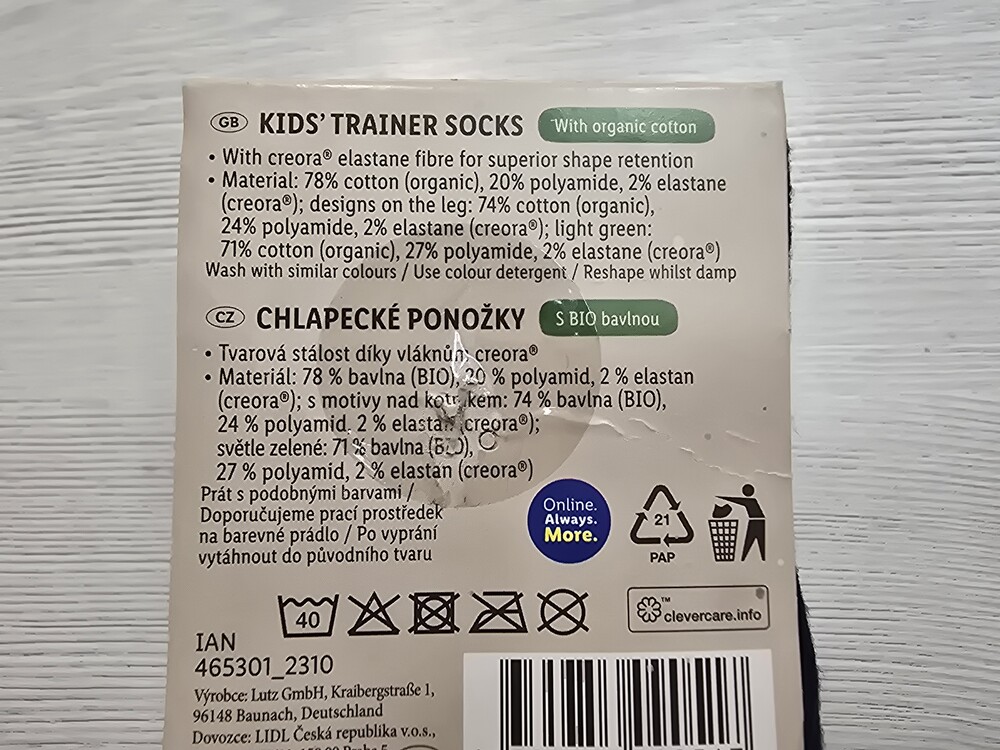 GB KIDS' TRAINER SOCKS With organic cotton
• With creora® elastane fibre for superior shape retention
• Material: 78% cotton (organic), 20% polyamide, 2% elastane
(creora®); designs on the leg: 74% cotton (organic),
24% polyamide, 2% elastane (creora®); light green:
71% cotton (organic), 27% polyamide, 2% elastane (creora®)
Wash with similar colours / Use colour detergent / Reshape whilst damp
CZ CHLAPECKÉ PONOŽKY S BIO bavlnou
• Tvarová stálost díky vláknům creora®
• Materiál: 78 % bavlna (BIO), 20 % polyamid, 2 % elastan
(creora®); s motivy nad kotníkem: 74 % bavlna (BIO),
24 % polyamid, 2 % elastan (creora®);
světle zelené: 71 % bavlna (BIO),
27 % polyamid, 2 % elastan (creora®)
Prát s podobnými barvami /
Doporučujeme prací prostředek
na barevné prádlo / Po vyprání
vytáhnout do původního tvaru
Online.
Always.
More.
21
PAP
40
™
clevercare.info
IAN
465301_2310
Výrobce: Lutz GmbH, Kraibergstraße 1,
96148 Baunach, Deutschland
Dovozce: LIDL Česká republika v.o.s.,